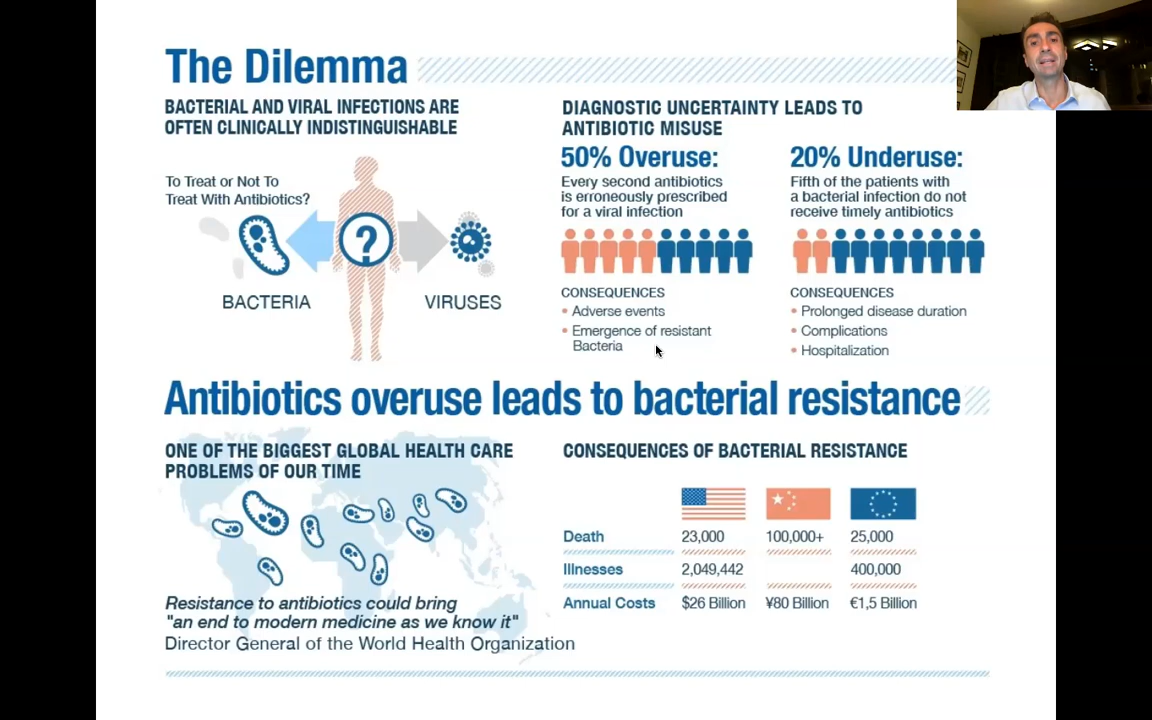 The Dilemma
BACTERIAL AND VIRAL INFECTIONS ARE
OFTEN CLINICALLY INDISTINGUISHABLE
To Treat or Not To
Treat With Antibiotics?
?
BACTERIA
VIRUSES
DIAGNOSTIC UNCERTAINTY LEADS TO
ANTIBIOTIC MISUSE
50% Overuse:
Every second antibiotics
is erroneously prescribed
for a viral infection
CONSEQUENCES
• Adverse events
• Emergence of resistant
Bacteria
20% Underuse:
Fifth of the patients with
a bacterial infection do not
receive timely antibiotics
CONSEQUENCES
• Prolonged disease duration
• Complications
• Hospitalization
Antibiotics overuse leads to bacterial resistance
ONE OF THE BIGGEST GLOBAL HEALTH CARE
PROBLEMS OF OUR TIME
Resistance to antibiotics could bring
"an end to modern medicine as we know it"
Director General of the World Health Organization
CONSEQUENCES OF BACTERIAL RESISTANCE
Death 23,000 100,000+ 25,000
Illnesses 2,049,442 400,000
Annual Costs $26 Billion ¥80 Billion €1,5 Billion